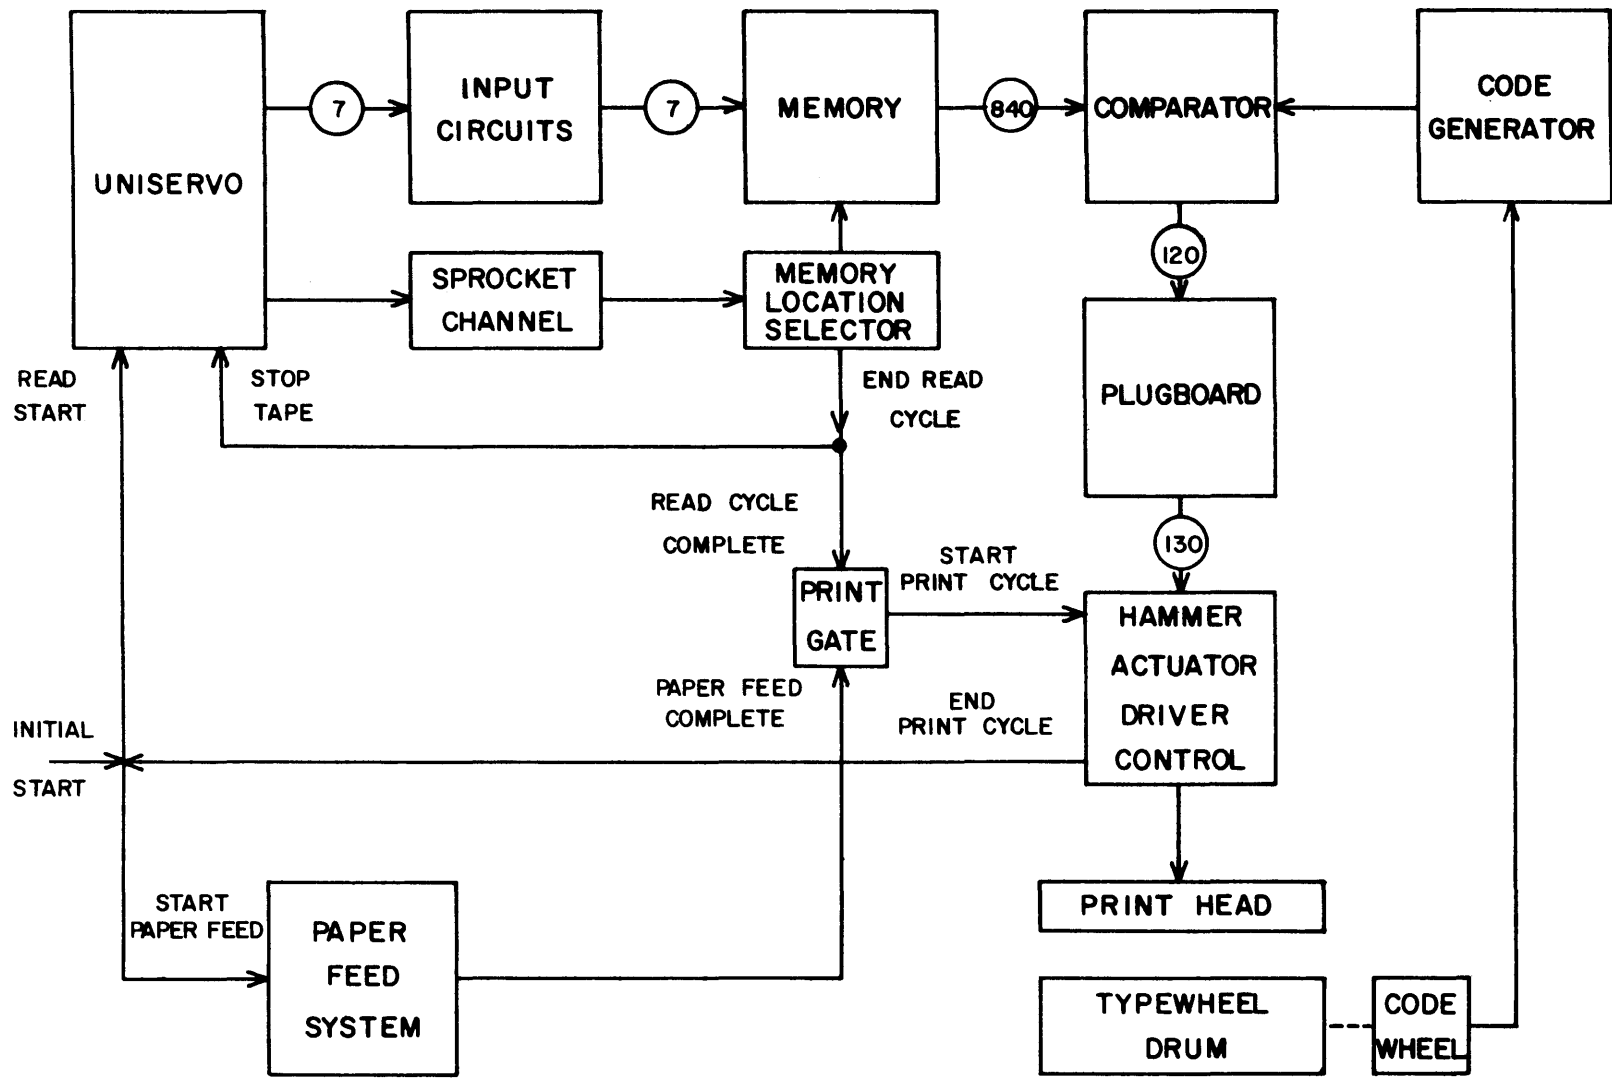 UNISERVO
7
INPUT
CIRCUITS
7
MEMORY
840
COMPARATOR
CODE
GENERATOR
SPROCKET
CHANNEL
MEMORY
LOCATION
SELECTOR
120
READ
START
STOP
TAPE
END READ
CYCLE
PLUGBOARD
READ CYCLE
COMPLETE
130
START
PRINT CYCLE
PRINT
GATE
HAMMER
ACTUATOR
DRIVER
CONTROL
PAPER FEED
COMPLETE
END
PRINT CYCLE
INITIAL
START
START
PAPER FEED
PAPER
FEED
SYSTEM
PRINT HEAD
TYPEWHEEL
DRUM
CODE
WHEEL